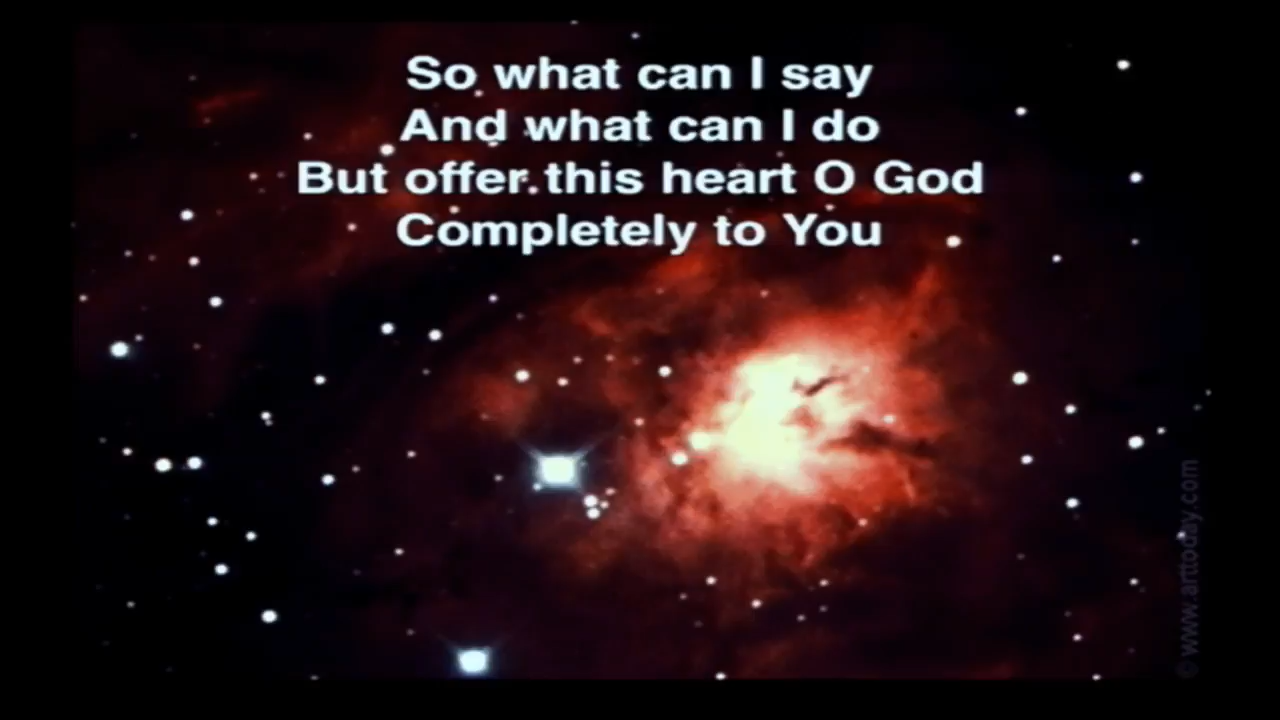 So what can I say
And what can I do
But offer this heart O God
Completely to You
© www.arttoday.com